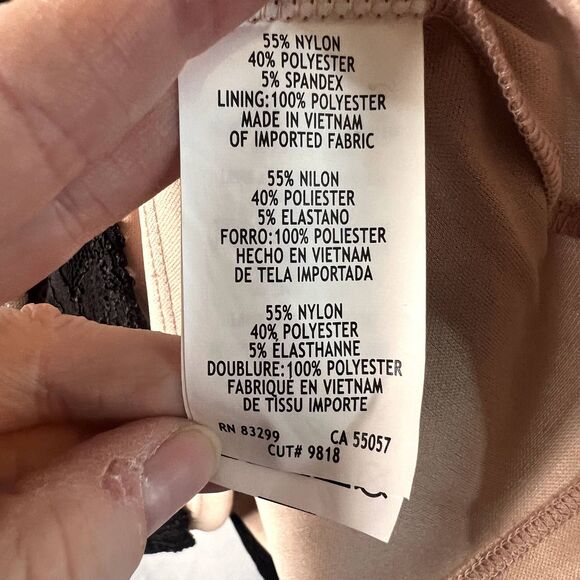 55% NYLON
40% POLYESTER
5% SPANDEX
LINING:100% POLYESTER
MADE IN VIETNAM
OF IMPORTED FABRIC
55% NILON
40% POLIESTER
5% ELASTANO
FORRO:100% POLIESTER
HECHO EN VIETNAM
DE TELA IMPORTADA
55% NYLON
40% POLYESTER
5% ÉLASTHANNE
DOUBLURE:100% POLYESTER
FABRIQUÉ EN VIETNAM
DE TISSU IMPORTE
RN 83299 CA 55057
CUT# 9818